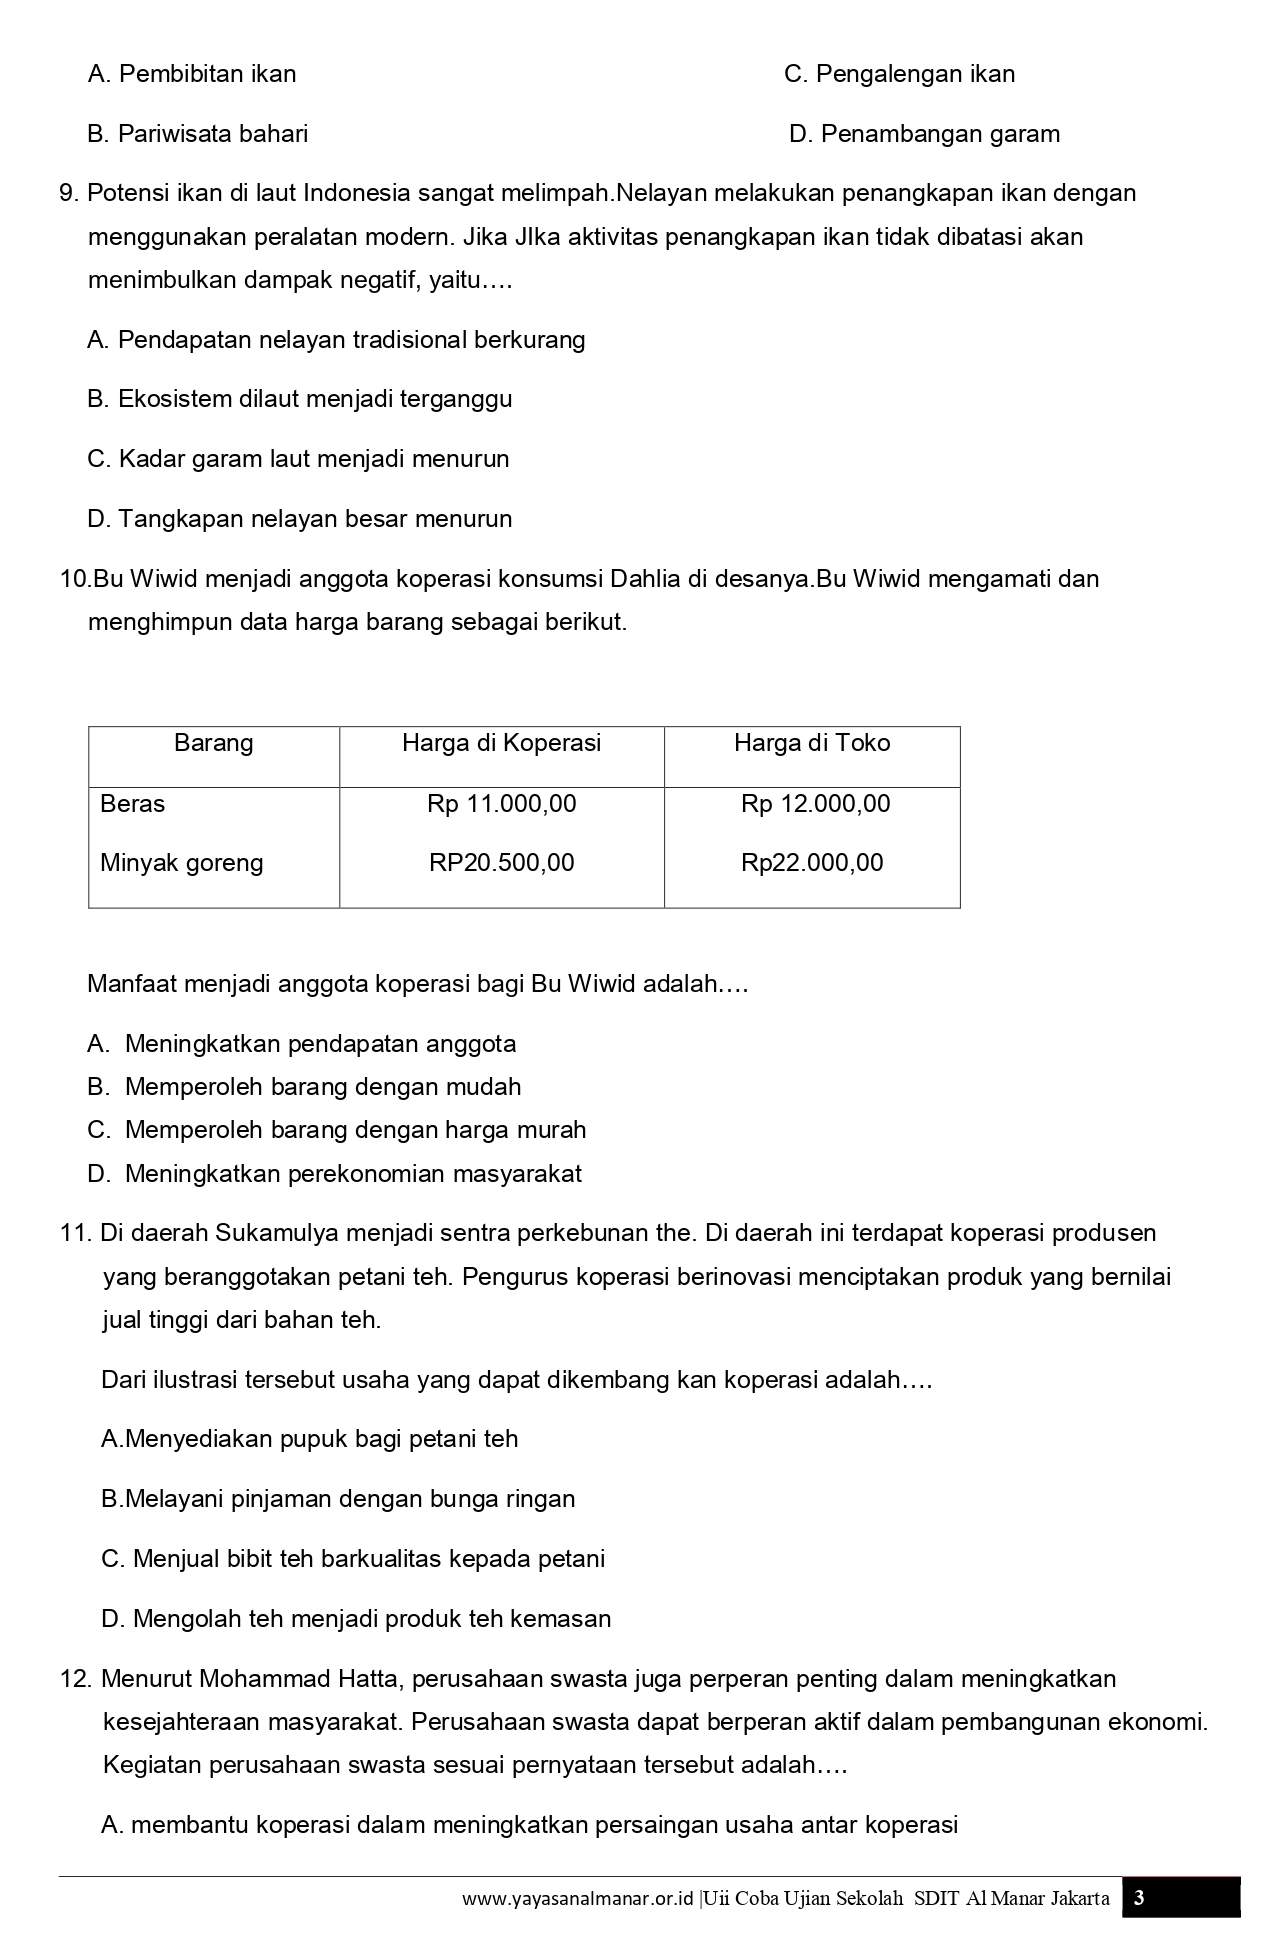 A. Pembibitan ikan C. Pengalengan ikan
B. Pariwisata bahari D. Penambangan garam
9. Potensi ikan di laut Indonesia sangat melimpah.Nelayan melakukan penangkapan ikan dengan
menggunakan peralatan modern. Jika JIka aktivitas penangkapan ikan tidak dibatasi akan
menimbulkan dampak negatif, yaitu….
A. Pendapatan nelayan tradisional berkurang
B. Ekosistem dilaut menjadi terganggu
C. Kadar garam laut menjadi menurun
D. Tangkapan nelayan besar menurun
10.Bu Wiwid menjadi anggota koperasi konsumsi Dahlia di desanya.Bu Wiwid mengamati dan
menghimpun data harga barang sebagai berikut.
Barang Harga di Koperasi Harga di Toko
Beras Rp 11.000,00 Rp 12.000,00
Minyak goreng RP20.500,00 Rp22.000,00
Manfaat menjadi anggota koperasi bagi Bu Wiwid adalah….
A. Meningkatkan pendapatan anggota
B. Memperoleh barang dengan mudah
C. Memperoleh barang dengan harga murah
D. Meningkatkan perekonomian masyarakat
11. Di daerah Sukamulya menjadi sentra perkebunan the. Di daerah ini terdapat koperasi produsen
yang beranggotakan petani teh. Pengurus koperasi berinovasi menciptakan produk yang bernilai
jual tinggi dari bahan teh.
Dari ilustrasi tersebut usaha yang dapat dikembang kan koperasi adalah….
A.Menyediakan pupuk bagi petani teh
B.Melayani pinjaman dengan bunga ringan
C. Menjual bibit teh barkualitas kepada petani
D. Mengolah teh menjadi produk teh kemasan
12. Menurut Mohammad Hatta, perusahaan swasta juga perperan penting dalam meningkatkan
kesejahteraan masyarakat. Perusahaan swasta dapat berperan aktif dalam pembangunan ekonomi.
Kegiatan perusahaan swasta sesuai pernyataan tersebut adalah….
A. membantu koperasi dalam meningkatkan persaingan usaha antar koperasi
www.yayasanalmanar.or.id |Uii Coba Ujian Sekolah SDIT Al Manar Jakarta 3